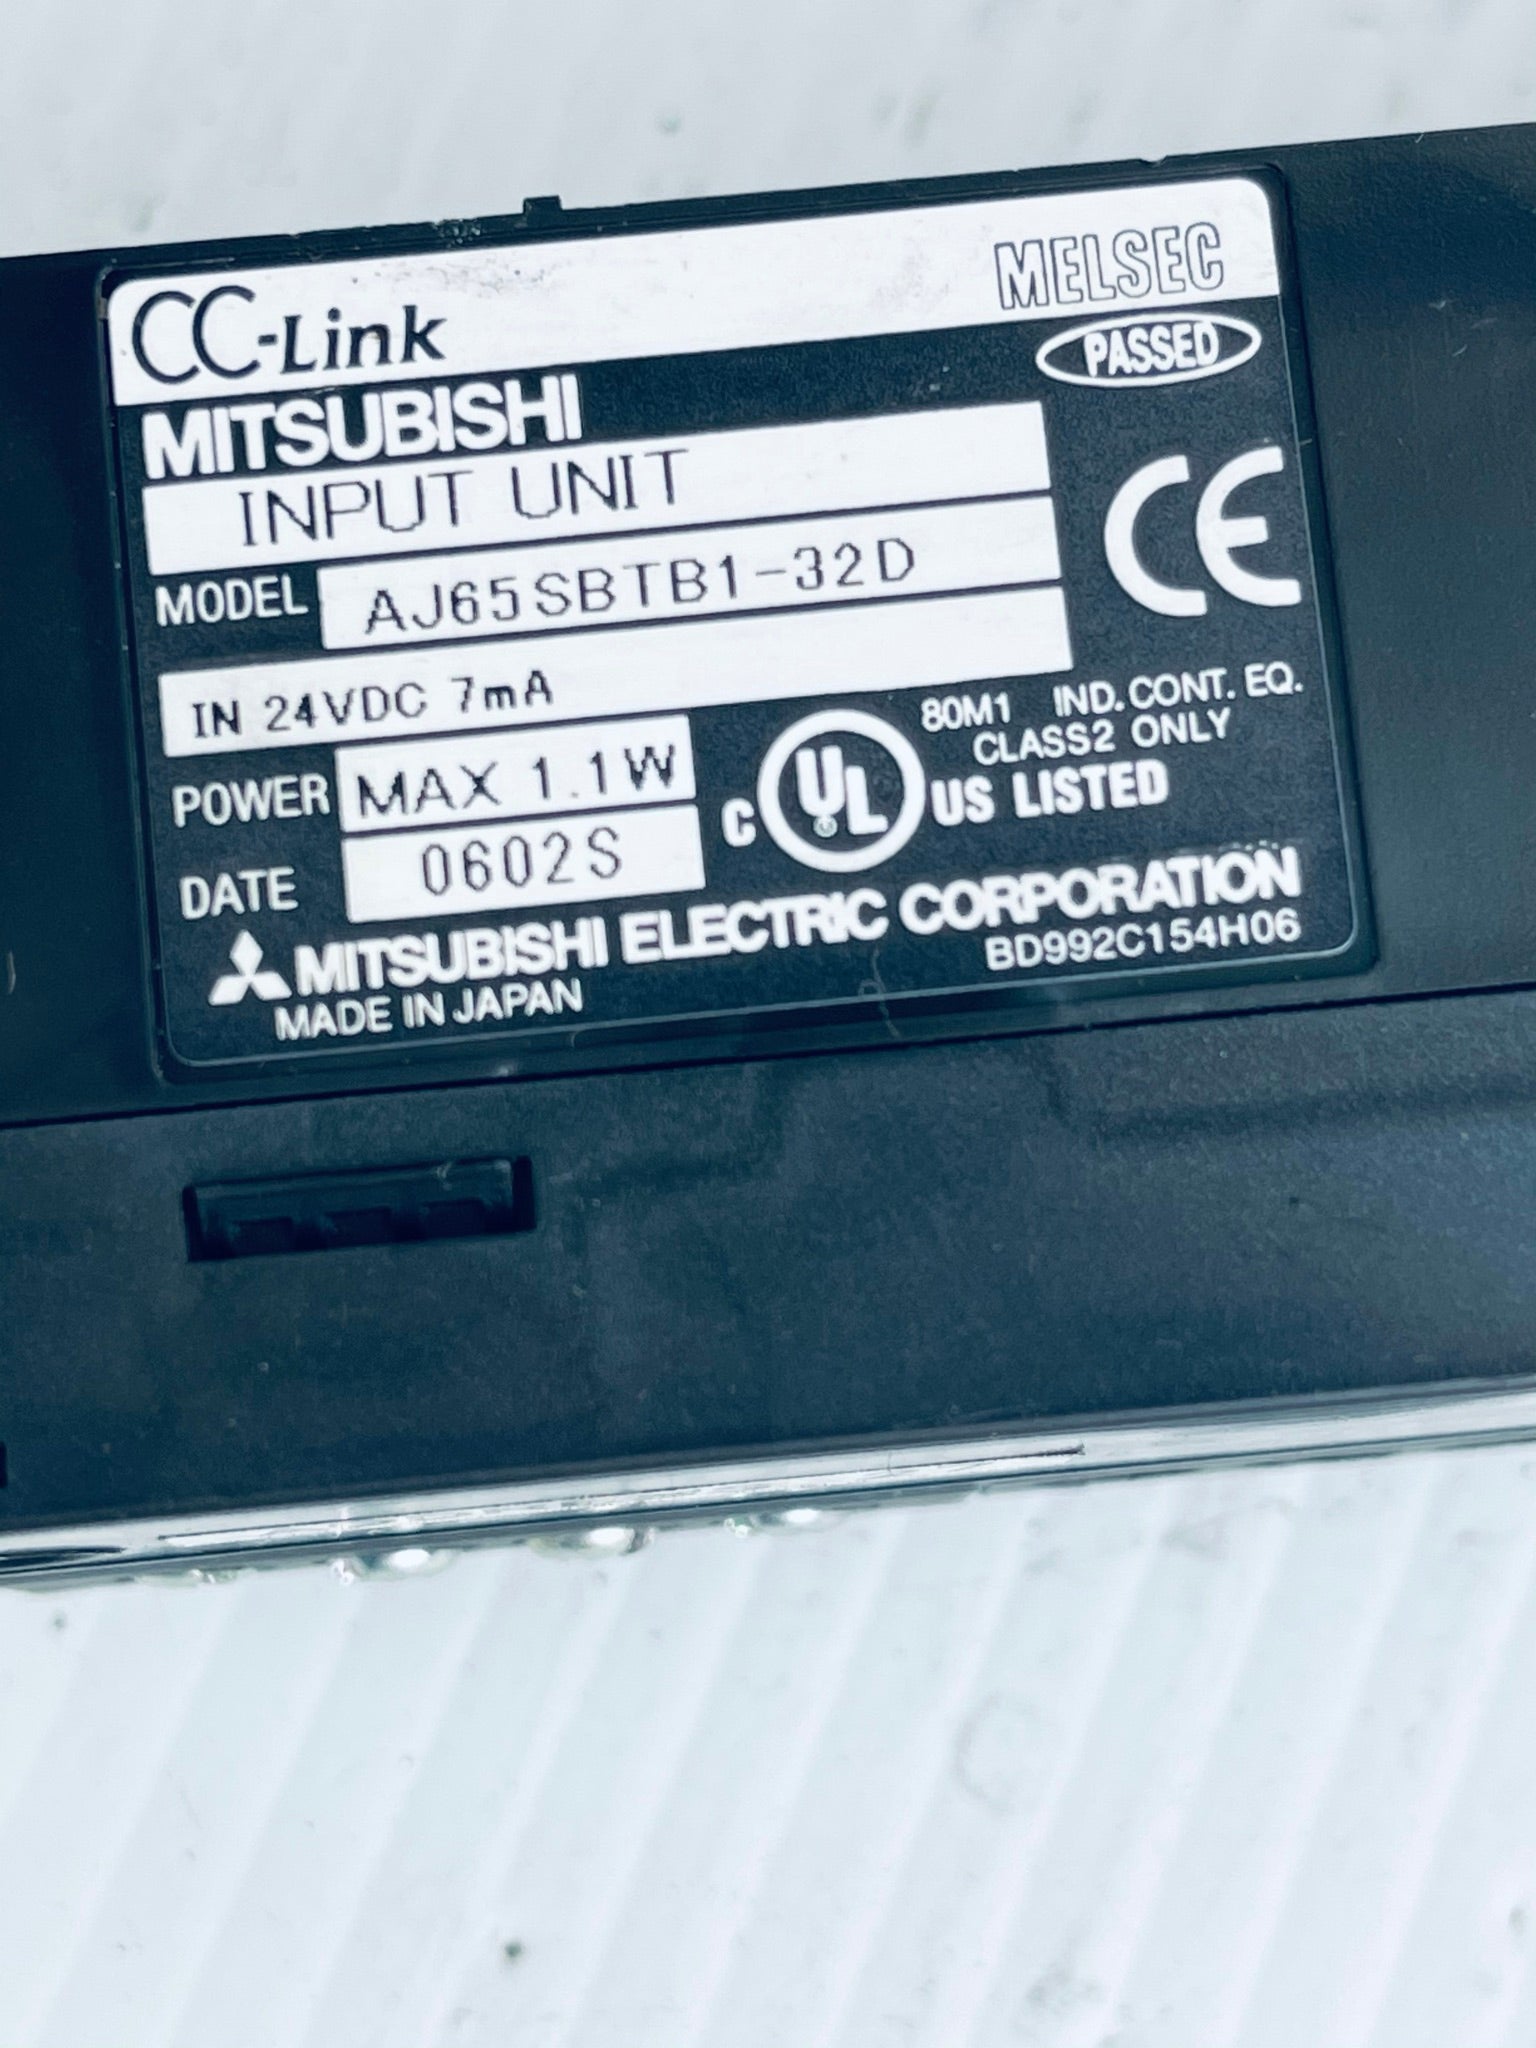 CC-Link MELSEC
PASSED
MITSUBISHI
INPUT UNIT
MODEL AJ65SBTB1-32D
IN 24VDC 7mA
80M1 IND. CONT. EQ.
CLASS2 ONLY
POWER MAX 1.1W
C UL US LISTED
CE
DATE 0602S
MITSUBISHI ELECTRIC CORPORATION
MADE IN JAPAN
BD992C154H06